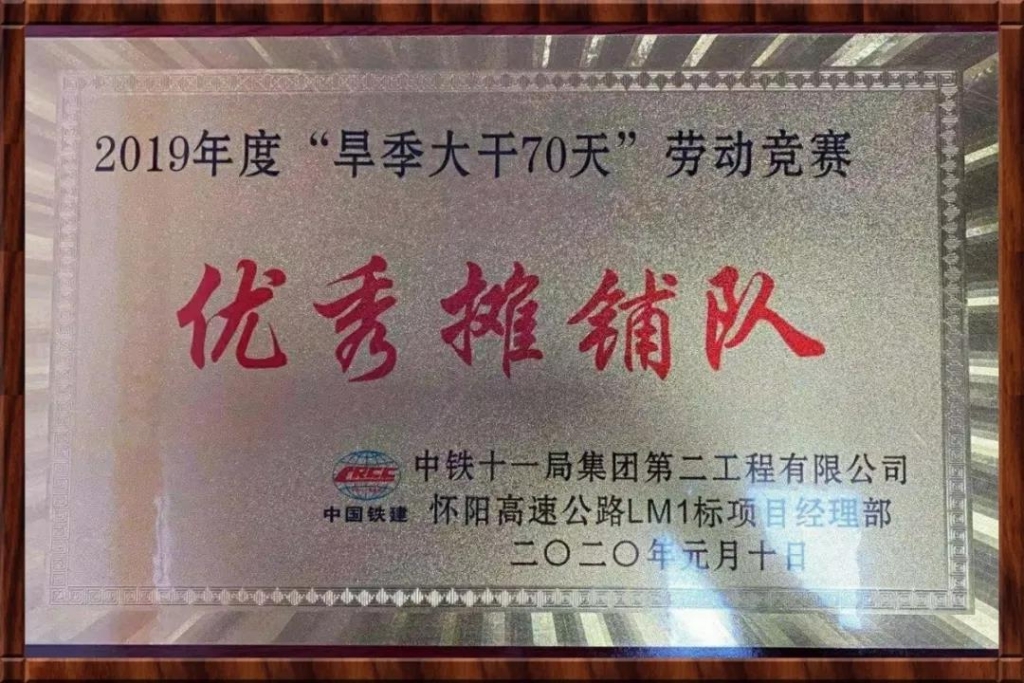 2019年度“旱季大干70天”劳动竞赛
优秀摊铺队
CRCC
中国铁建
中铁十一局集团第二工程有限公司
怀阳高速公路LM1标项目经理部
二〇二〇年元月十日